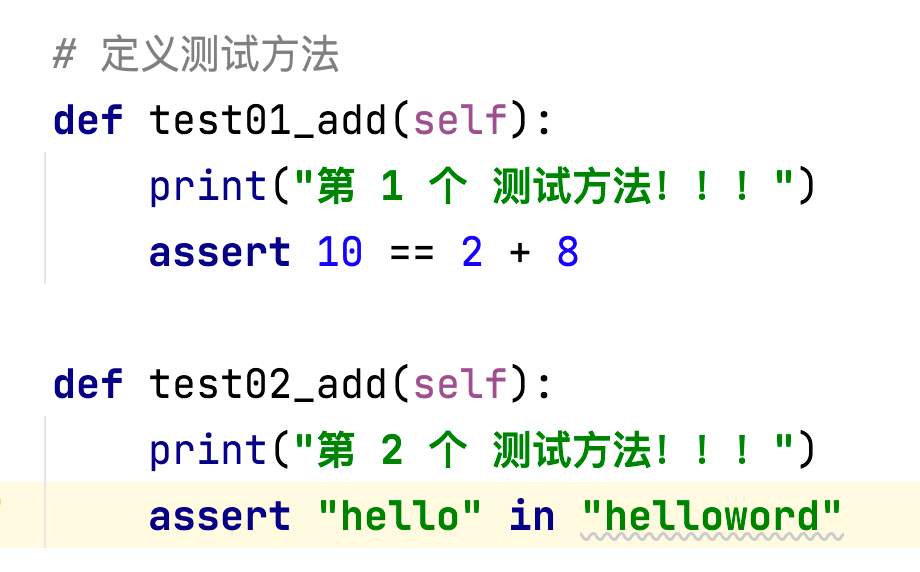 # 定义测试方法
def test01_add(self):
print("第 1 个 测试方法！！！")
assert 10 == 2 + 8
def test02_add(self):
print("第 2 个 测试方法！！！")
assert "hello" in "helloword"